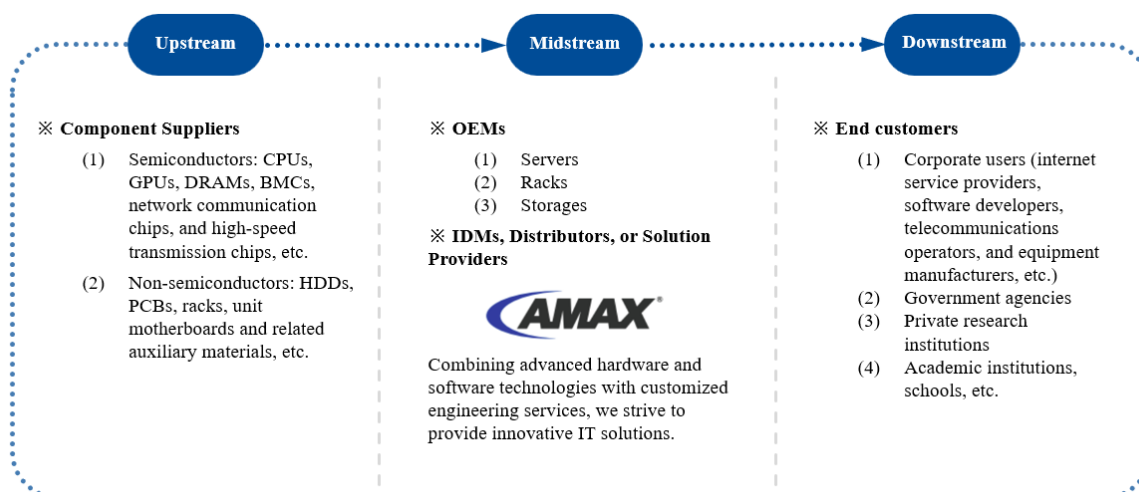 Upstream
Midstream
Downstream
※ Component Suppliers
(1) Semiconductors: CPUs,
GPUs, DRAMs, BMCs,
network communication
chips, and high-speed
transmission chips, etc.
(2) Non-semiconductors: HDDs,
PCBs, racks, unit
motherboards and related
auxiliary materials, etc.
※ OEMs
(1) Servers
(2) Racks
(3) Storages
※ IDMs, Distributors, or Solution
Providers
AMAX®
Combining advanced hardware and
software technologies with customized
engineering services, we strive to
provide innovative IT solutions.
※ End customers
(1) Corporate users (internet
service providers,
software developers,
telecommunications
operators, and equipment
manufacturers, etc.)
(2) Government agencies
(3) Private research
institutions
(4) Academic institutions,
schools, etc.